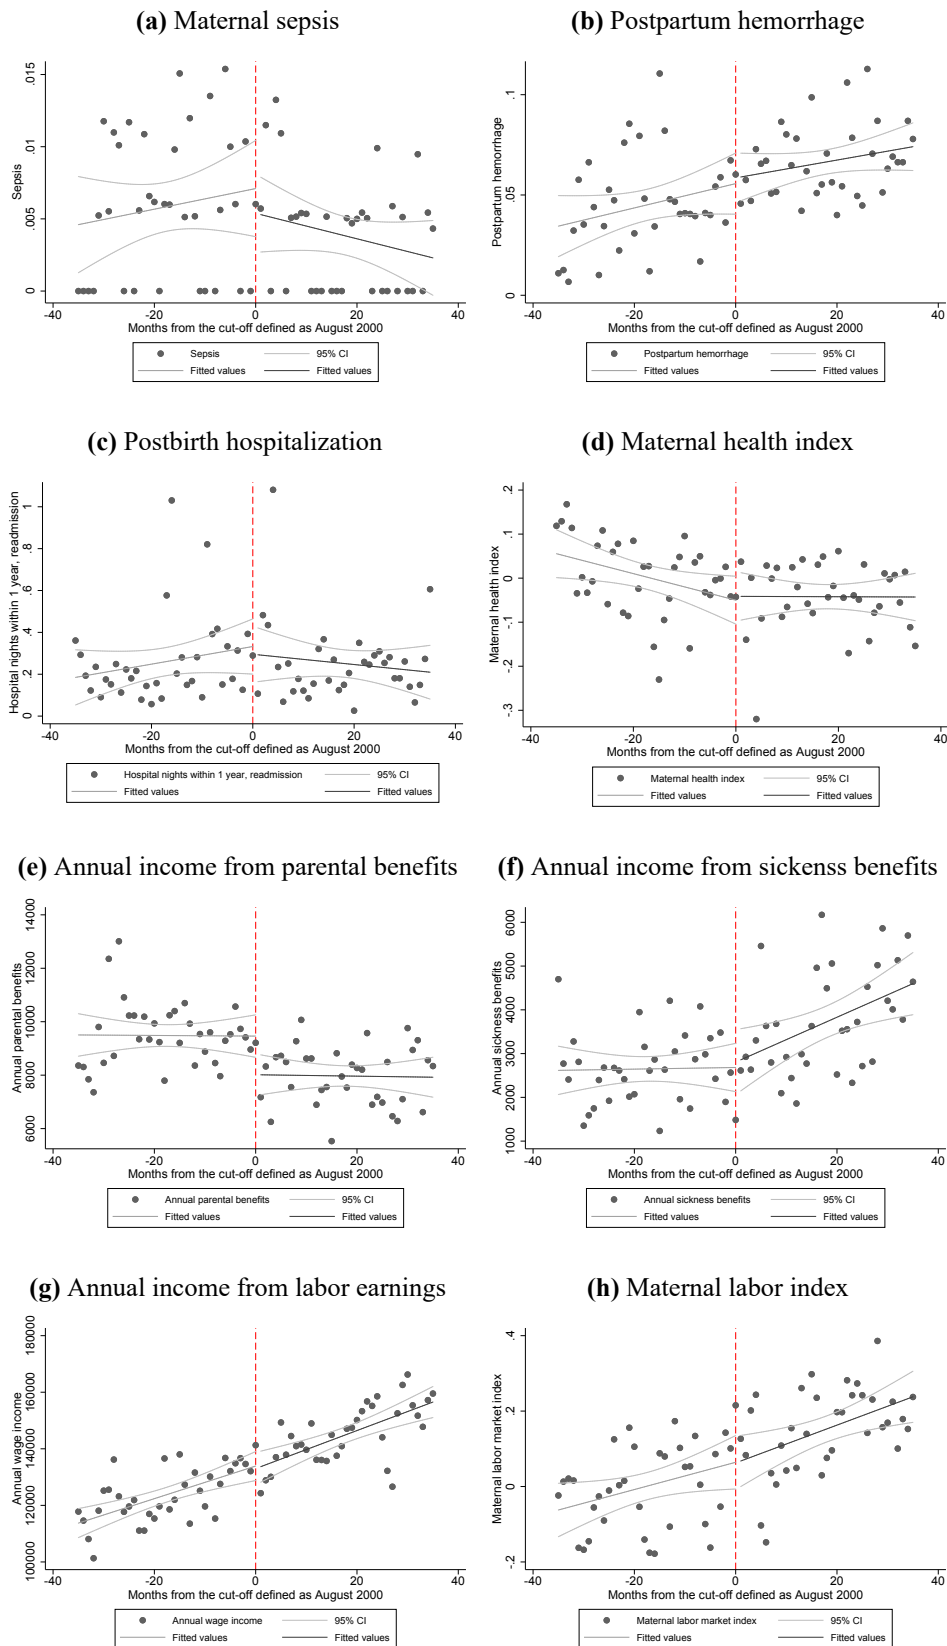 (a) Maternal sepsis
Sepsis
.015
.01
.005
0
-40
-20
0
20
40
Months from the cut-off defined as August 2000
Sepsis
95% CI
Fitted values
Fitted values
(b) Postpartum hemorrhage
Postpartum hemorrhage
.1
.05
0
-40
-20
0
20
40
Months from the cut-off defined as August 2000
Postpartum hemorrhage
95% CI
Fitted values
Fitted values
(c) Postbirth hospitalization
Hospital nights within 1 year, readmission
1
.8
.6
.4
.2
0
-40
-20
0
20
40
Months from the cut-off defined as August 2000
Hospital nights within 1 year, readmission
95% CI
Fitted values
Fitted values
(d) Maternal health index
Maternal health index
.2
.1
0
-.1
-.2
-.3
-40
-20
0
20
40
Months from the cut-off defined as August 2000
Maternal health index
95% CI
Fitted values
Fitted values
(e) Annual income from parental benefits
Annual parental benefits
14000
12000
10000
8000
6000
-40
-20
0
20
40
Months from the cut-off defined as August 2000
Annual parental benefits
95% CI
Fitted values
Fitted values
(f) Annual income from sickenss benefits
Annual sickness benefits
6000
5000
4000
3000
2000
1000
-40
-20
0
20
40
Months from the cut-off defined as August 2000
Annual sickness benefits
95% CI
Fitted values
Fitted values
(g) Annual income from labor earnings
Annual wage income
180000
160000
140000
120000
100000
-40
-20
0
20
40
Months from the cut-off defined as August 2000
Annual wage income
95% CI
Fitted values
Fitted values
(h) Maternal labor index
Maternal labor market index
.4
.2
0
-.2
-40
-20
0
20
40
Months from the cut-off defined as August 2000
Maternal labor market index
95% CI
Fitted values
Fitted values